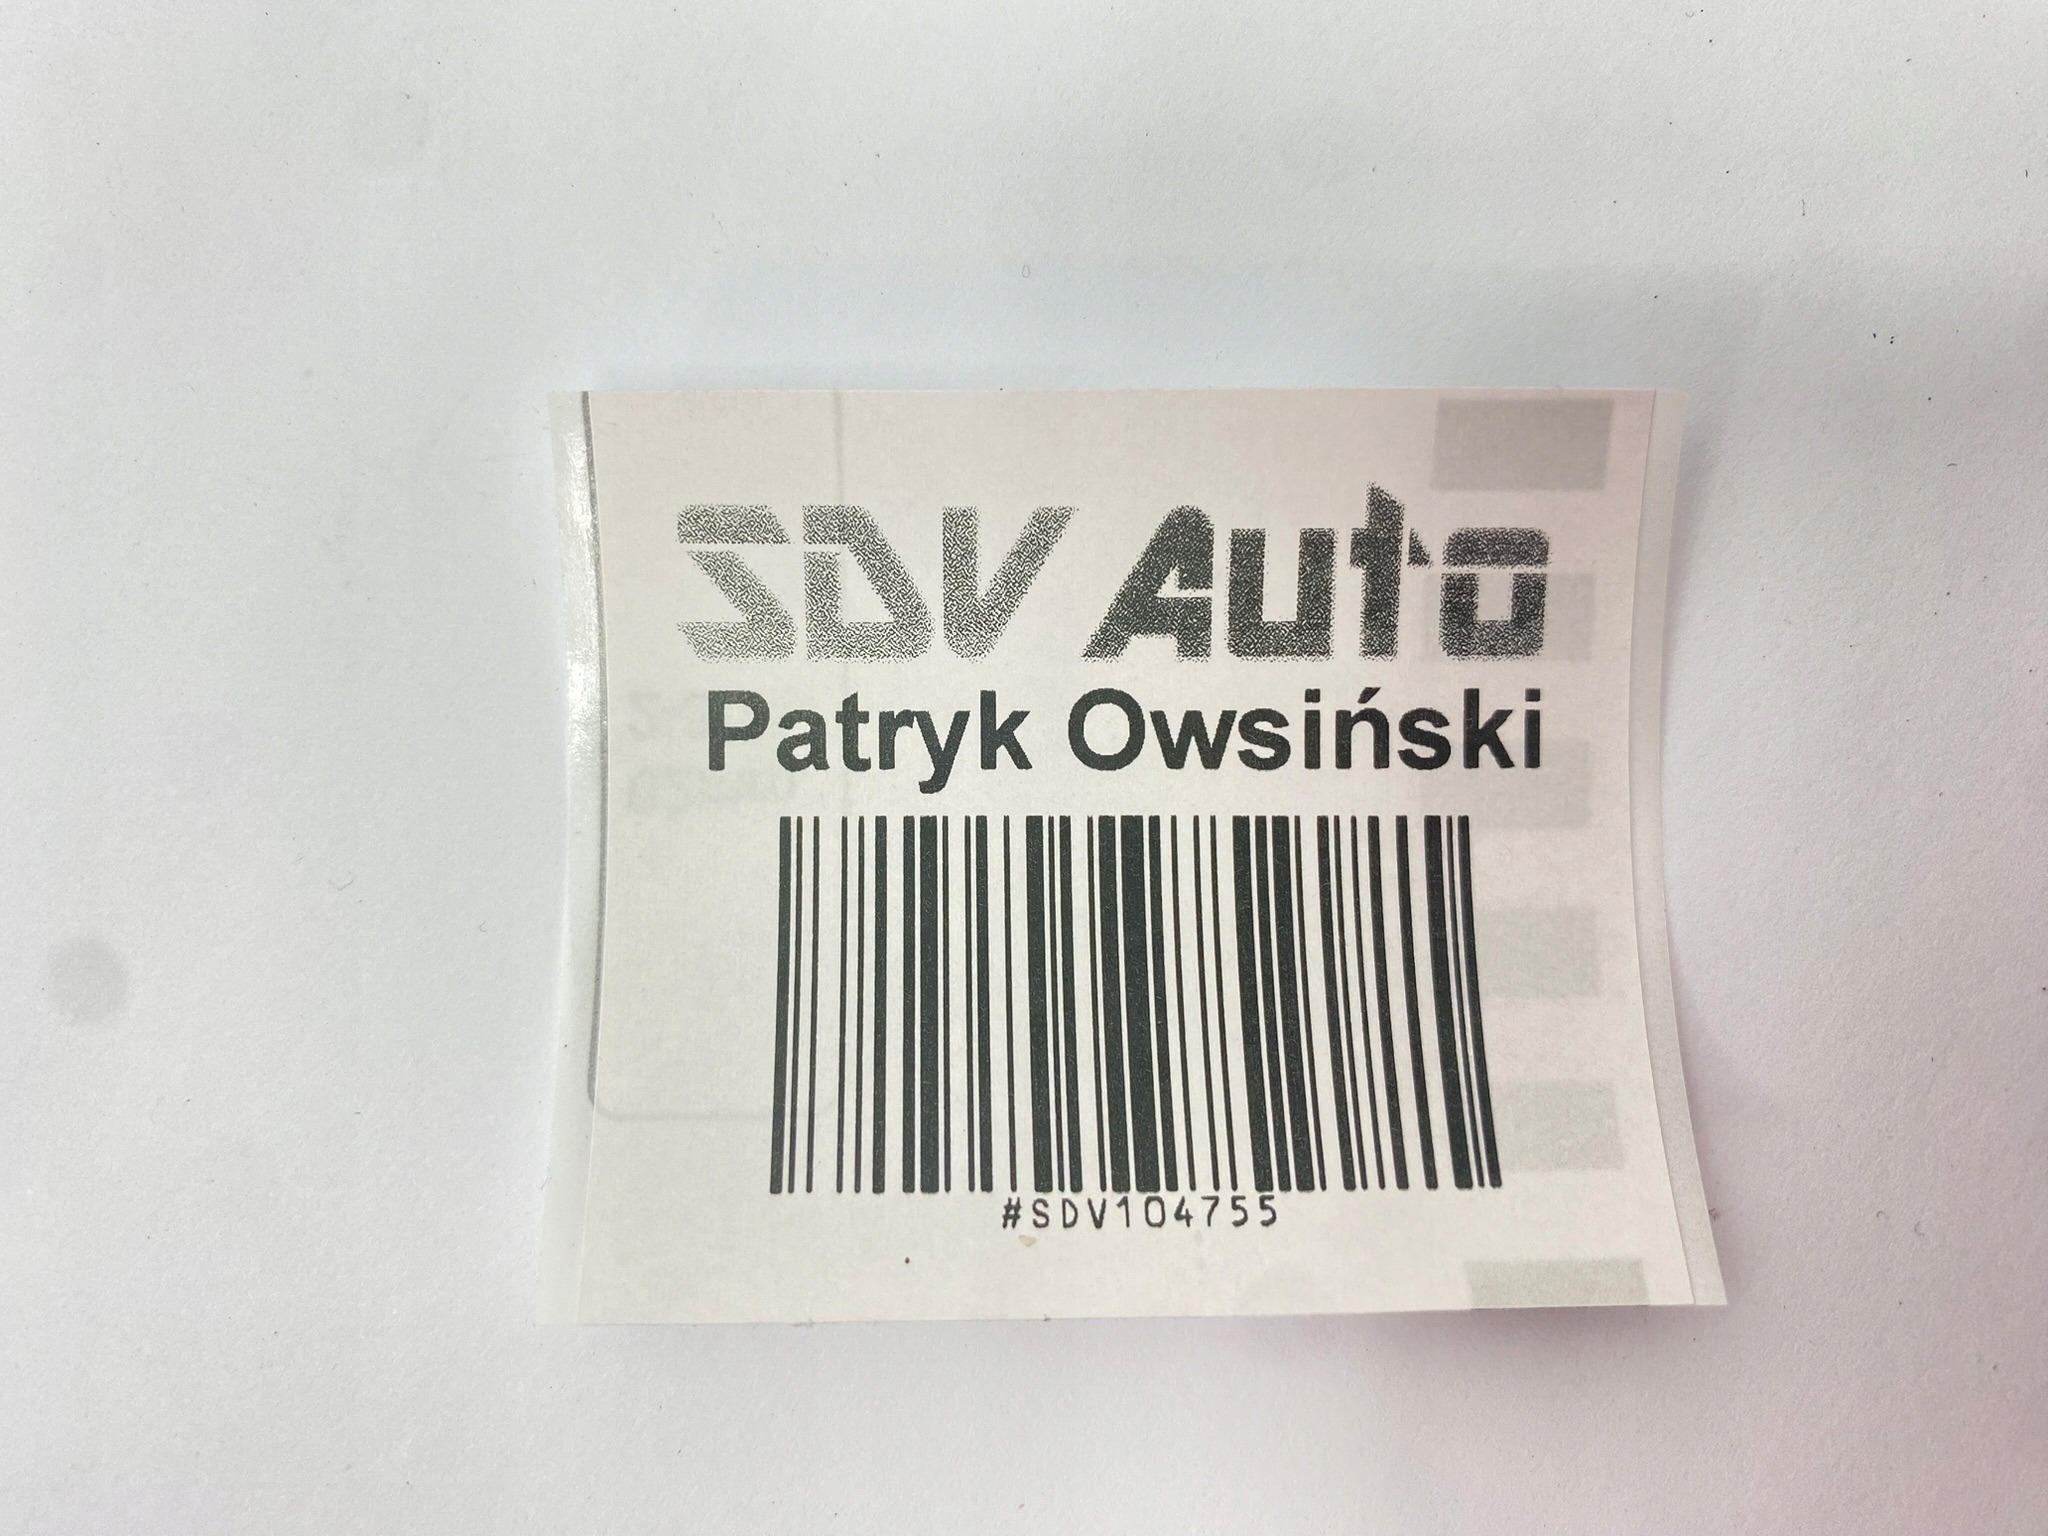 SDV Auto
Patryk Owsiński
#SDV104755